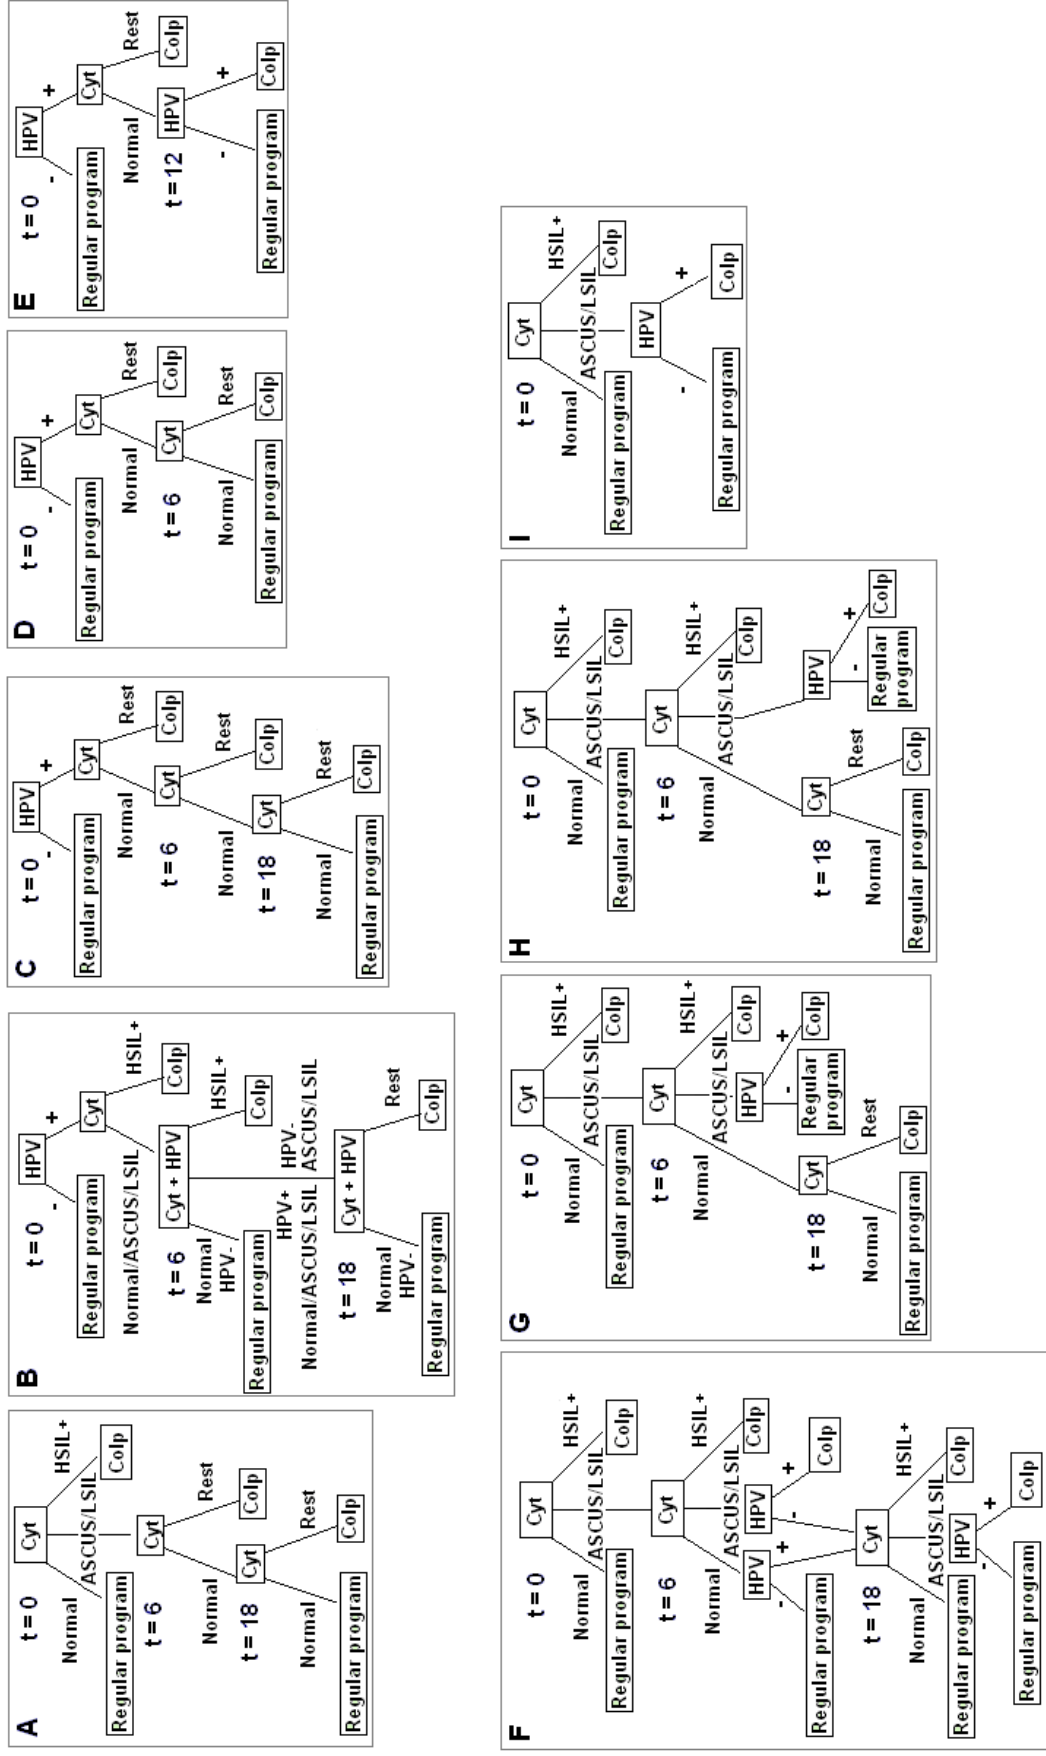 A
t = 0
Cyt
Normal
ASCUS/LSIL
HSIL+
Regular program
Colp
t = 6
Cyt
Normal
Rest
Colp
t = 18
Cyt
Normal
Rest
Regular program
Colp
B
t = 0
HPV
-
+
Regular program
Cyt
Normal/ASCUS/LSIL
HSIL+
Colp
t = 6
Cyt + HPV
Normal
HPV-
HSIL+
Regular program
Colp
HPV+
Normal/ASCUS/LSIL
HPV-
ASCUS/LSIL
t = 18
Cyt + HPV
Normal
HPV-
Rest
Regular program
Colp
C
t = 0
HPV
-
+
Regular program
Cyt
Normal
Rest
Colp
t = 6
Cyt
Normal
Rest
Colp
t = 18
Cyt
Normal
Rest
Regular program
Colp
D
t = 0
HPV
-
+
Regular program
Cyt
Normal
Rest
Colp
t = 6
Cyt
Normal
Rest
Regular program
Colp
E
t = 0
HPV
-
+
Regular program
Cyt
Normal
Rest
Colp
t = 12
HPV
-
+
Regular program
Colp
F
t = 0
Cyt
Normal
ASCUS/LSIL
HSIL+
Regular program
Colp
t = 6
Cyt
Normal
ASCUS/LSIL
HSIL+
Colp
HPV
HPV
-
+
-
+
Regular program
Colp
t = 18
Cyt
Normal
ASCUS/LSIL
HSIL+
Regular program
Colp
HPV
-
+
Regular program
Colp
G
t = 0
Cyt
Normal
ASCUS/LSIL
HSIL+
Regular program
Colp
t = 6
Cyt
Normal
ASCUS/LSIL
HSIL+
Colp
HPV
-
+
Regular
program
Colp
t = 18
Cyt
Normal
Rest
Regular program
Colp
H
t = 0
Cyt
Normal
ASCUS/LSIL
HSIL+
Regular program
Colp
t = 6
Cyt
Normal
ASCUS/LSIL
HSIL+
Colp
t = 18
Cyt
HPV
-
+
Regular
program
Colp
Normal
Rest
Regular program
Colp
I
t = 0
Cyt
Normal
ASCUS/LSIL
HSIL+
Regular program
Colp
HPV
-
+
Regular program
Colp